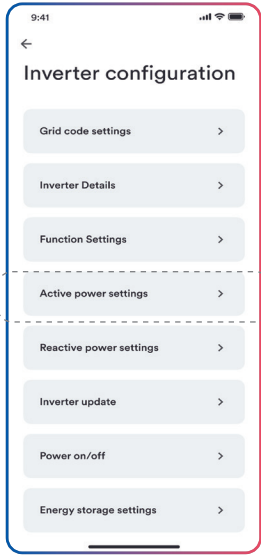 9:41
Inverter configuration
Grid code settings
Inverter Details
Function Settings
Active power settings
Reactive power settings
Inverter update
Power on/off
Energy storage settings